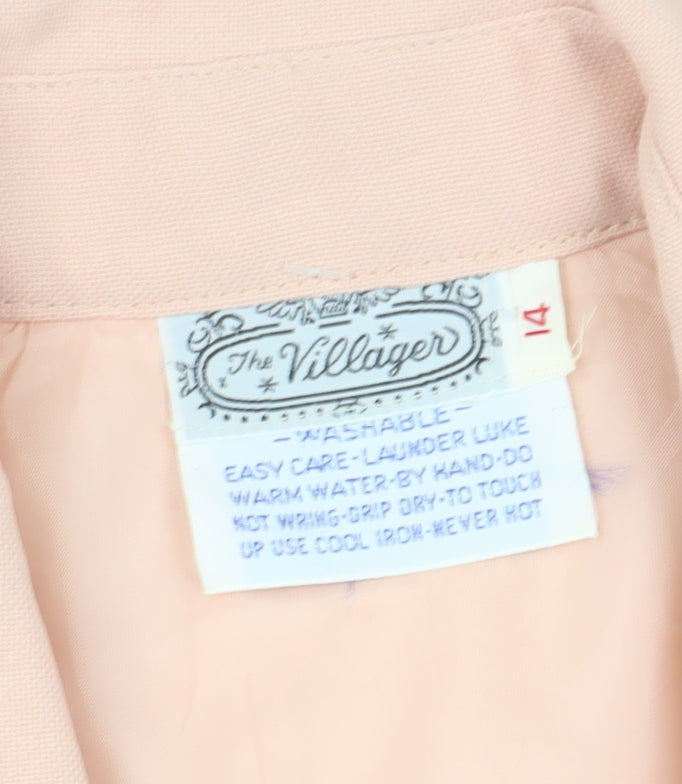 The Villager
14
-WASHABLE-
EASY CARE-LAUNDER LUKE
WARM WATER-BY HAND-DO
NOT WRING-DRIP DRY-TO TOUCH
UP USE COOL IRON-NEVER HOT